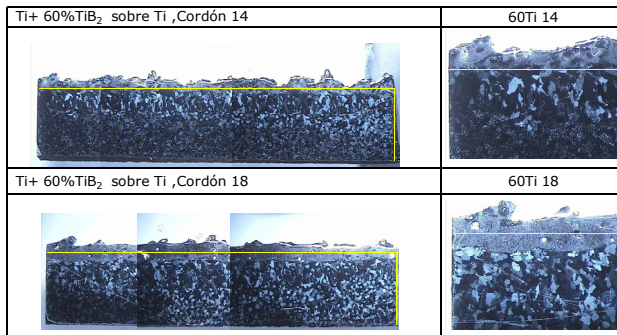 Ti+ 60%TiB₂ sobre Ti ,Cordón 14
60Ti 14
Ti+ 60%TiB₂ sobre Ti ,Cordón 18
60Ti 18